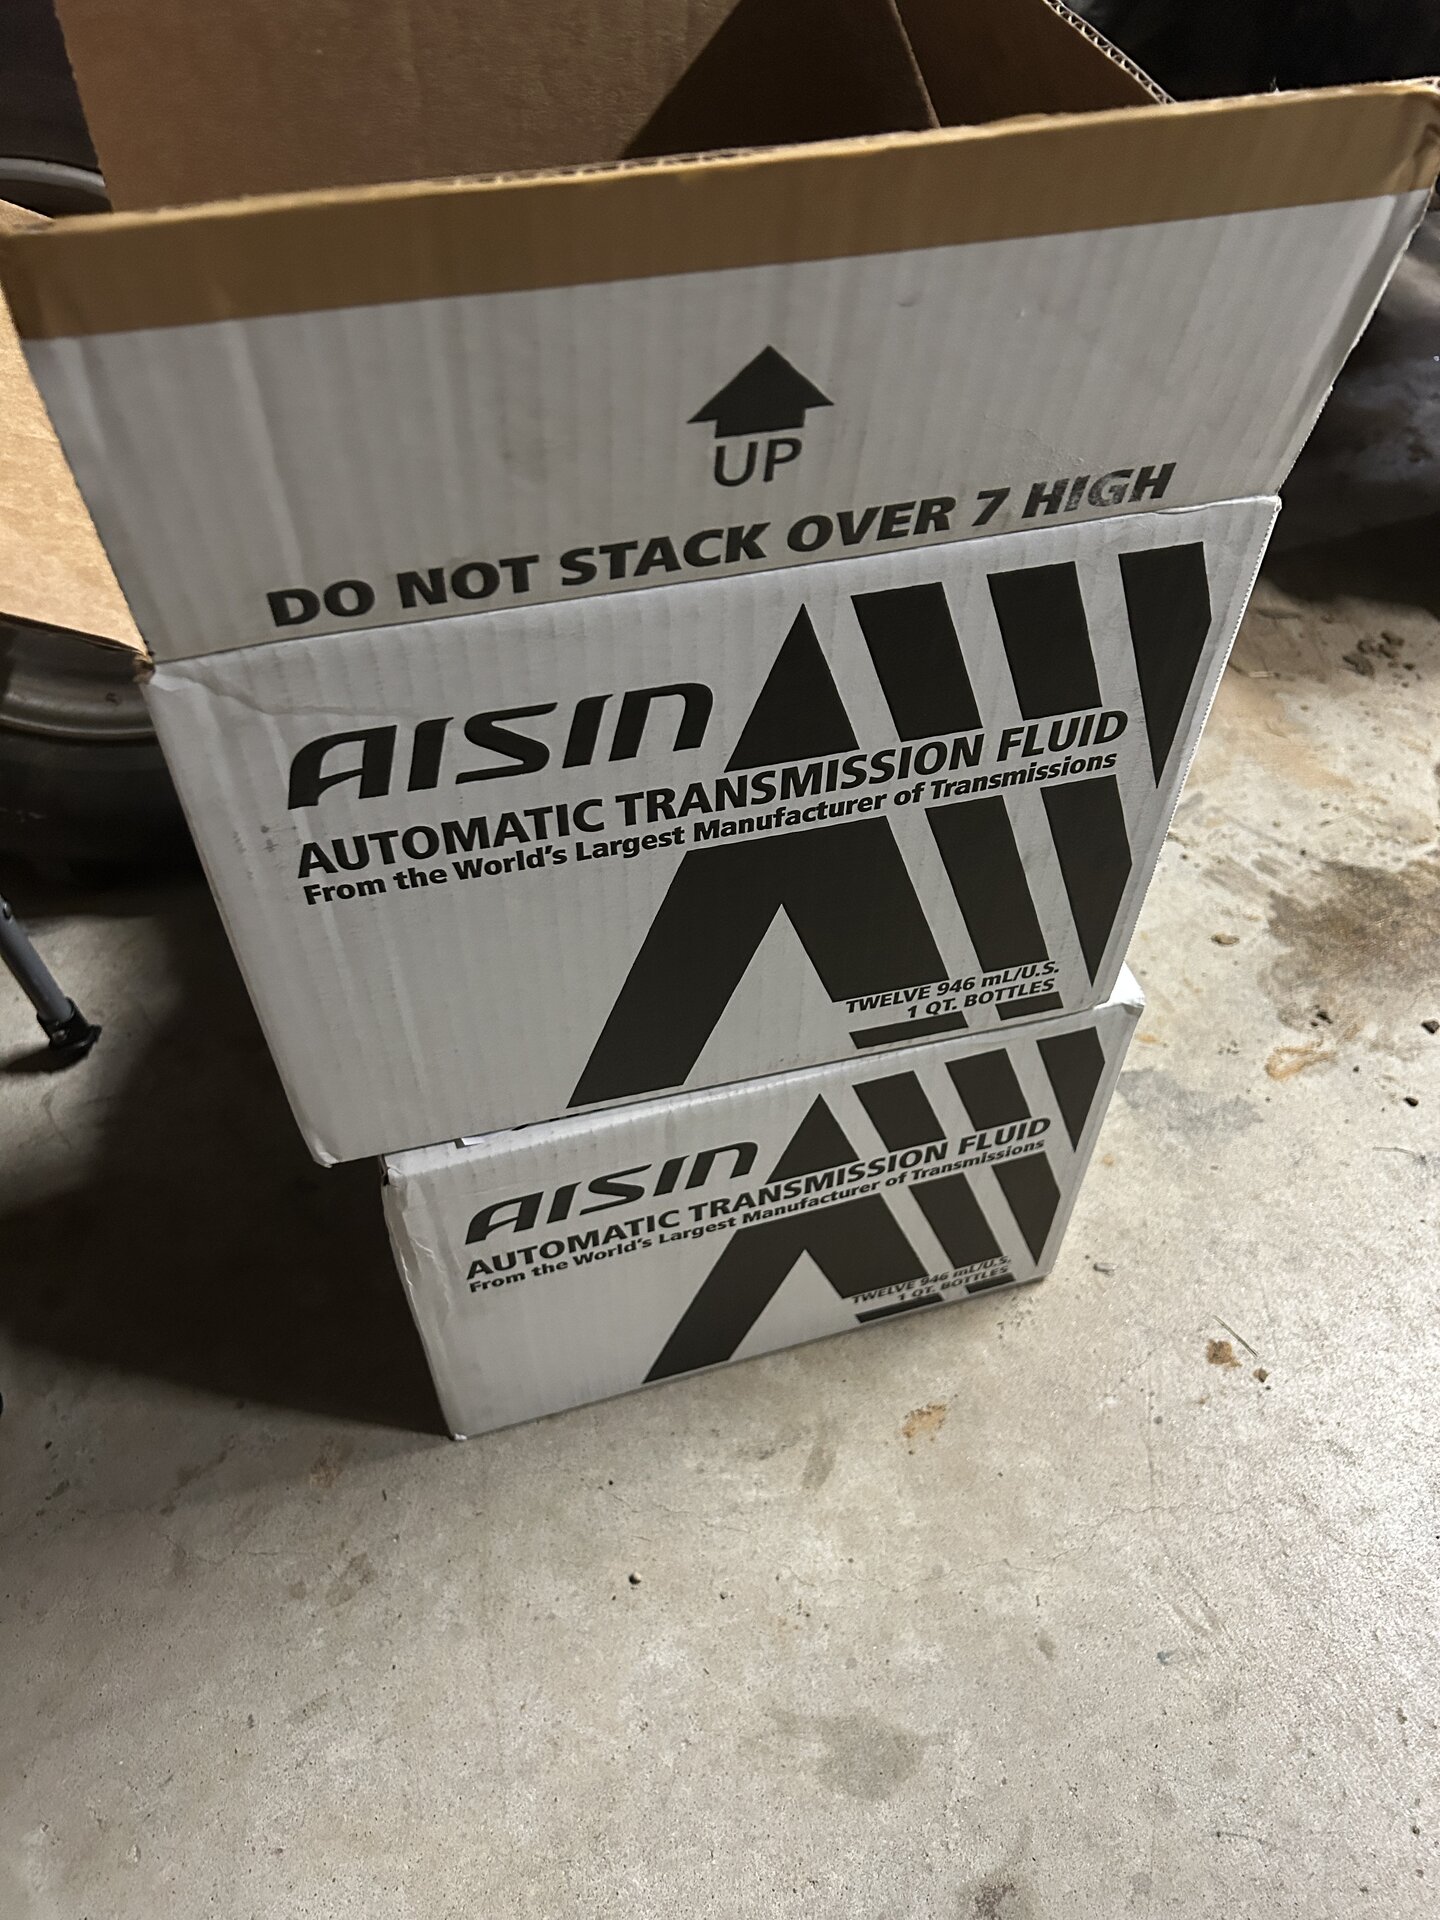 UP
DO NOT STACK OVER 7 HIGH
AISIN
AUTOMATIC TRANSMISSION FLUID
From the World's Largest Manufacturer of Transmissions
TWELVE 946 mL/U.S.
1 QT. BOTTLES
AISIN
AUTOMATIC TRANSMISSION FLUID
From the World's Largest Manufacturer of Transmissions
TWELVE 946 mL/U.S.
1 QT. BOTTLES